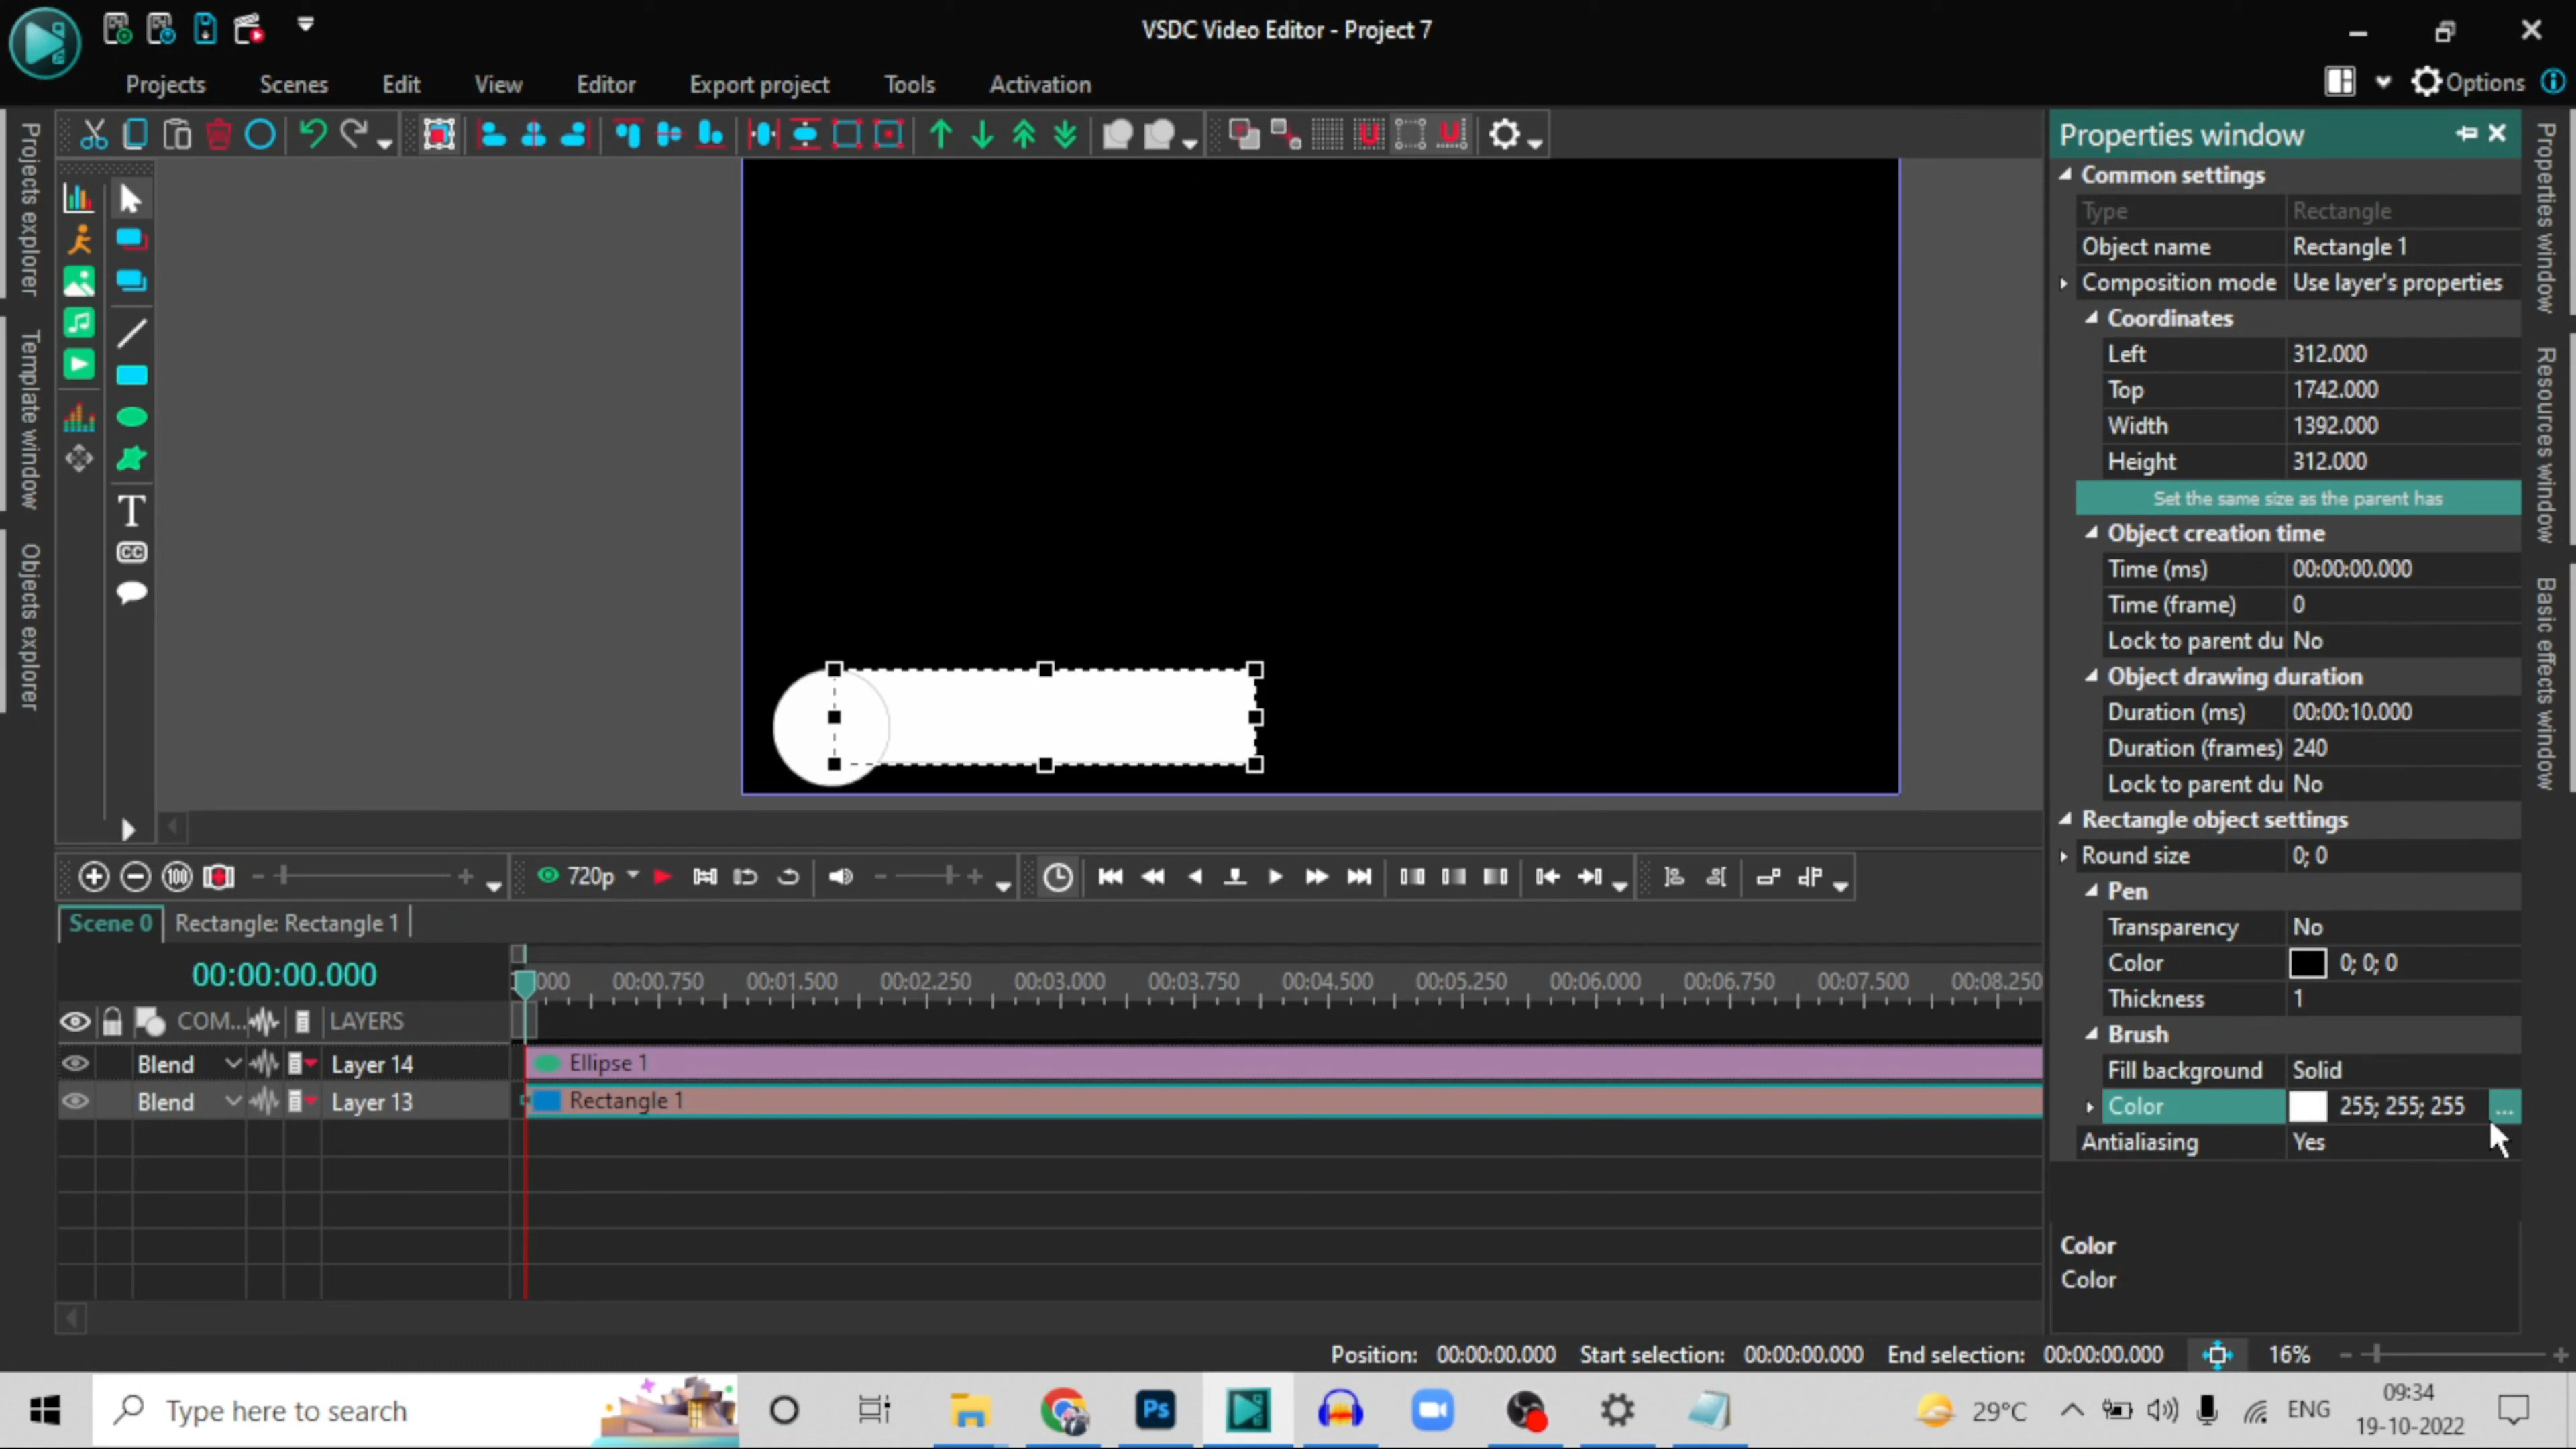 VSDC Video Editor - Project 7
Projects Scenes Edit View Editor Export project Tools Activation
Options
Projects explorer
Template window
Objects explorer
T
CC
Properties window
Common settings
Type Rectangle
Object name Rectangle 1
Composition mode Use layer's properties
Coordinates
Left 312.000
Top 1742.000
Width 1392.000
Height 312.000
Set the same size as the parent has
Object creation time
Time (ms) 00:00:00.000
Time (frame) 0
Lock to parent du No
Object drawing duration
Duration (ms) 00:00:10.000
Duration (frames) 240
Lock to parent du No
Rectangle object settings
Round size 0; 0
Pen
Transparency No
Color 0; 0; 0
Thickness 1
Brush
Fill background Solid
Color 255; 255; 255 ...
Antialiasing Yes
Color
Color
Properties window
Resources window
Basic effects window
100
720p
Scene 0 Rectangle: Rectangle 1
00:00:00.000
000 00:00.750 00:01.500 00:02.250 00:03.000 00:03.750 00:04.500 00:05.250 00:06.000 00:06.750 00:07.500 00:08.250
COM... LAYERS
Blend Layer 14 Ellipse 1
Blend Layer 13 Rectangle 1
Position: 00:00:00.000 Start selection: 00:00:00.000 End selection: 00:00:00.000 16%
Type here to search
Ps
29°C
ENG
09:34
19-10-2022